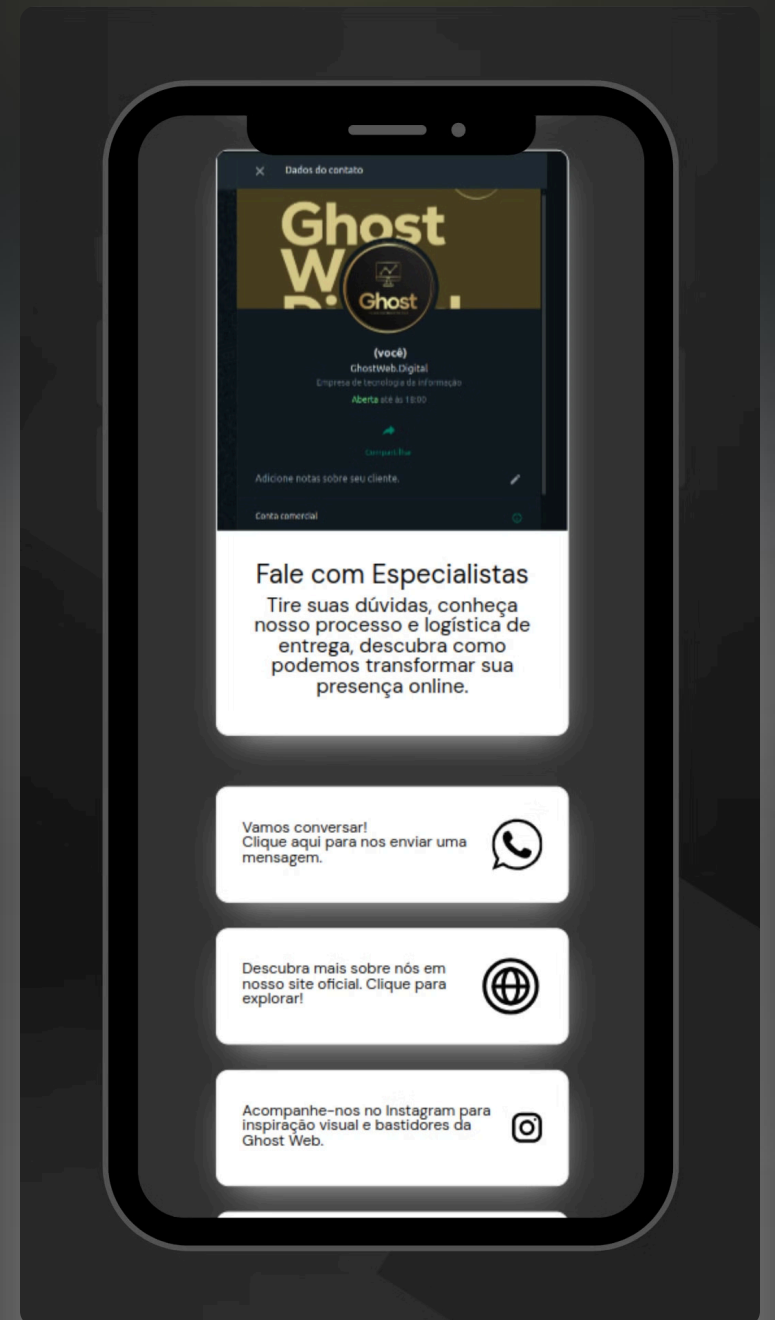 Dados do contato
Ghost
W
Ghost
(você)
GhostWeb.Digital
Empresa de tecnologia da informação
Aberta até às 18:00
Compartilhar
Adicione notas sobre seu cliente.
Conta comercial
Fale com Especialistas
Tire suas dúvidas, conheça
nosso processo e logística de
entrega, descubra como
podemos transformar sua
presença online.
Vamos conversar!
Clique aqui para nos enviar uma
mensagem.
Descubra mais sobre nós em
nosso site oficial. Clique para
explorar!
Acompanhe-nos no Instagram para
inspiração visual e bastidores da
Ghost Web.